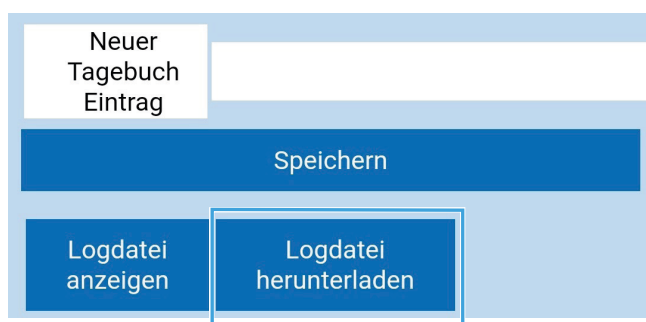 Neuer
Tagebuch
Eintrag
Speichern
Logdatei
anzeigen
Logdatei
herunterladen